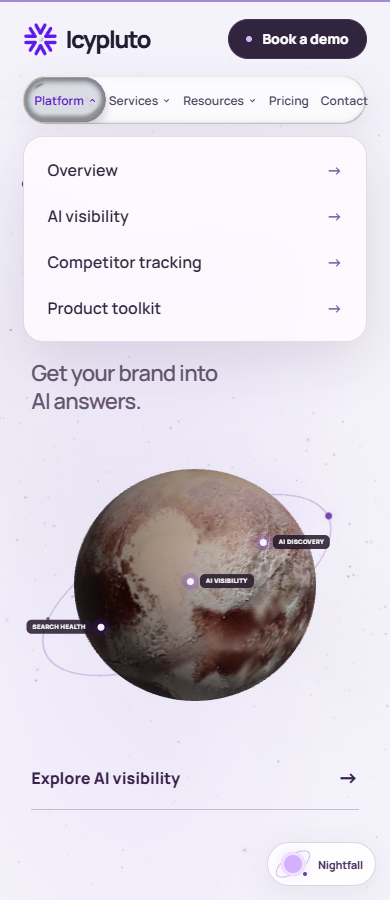 Icypluto
Book a demo
Platform Services Resources Pricing Contact
Overview
AI visibility
Competitor tracking
Product toolkit
Get your brand into
AI answers.
AI DISCOVERY
AI VISIBILITY
SEARCH HEALTH
Explore AI visibility
Nightfall